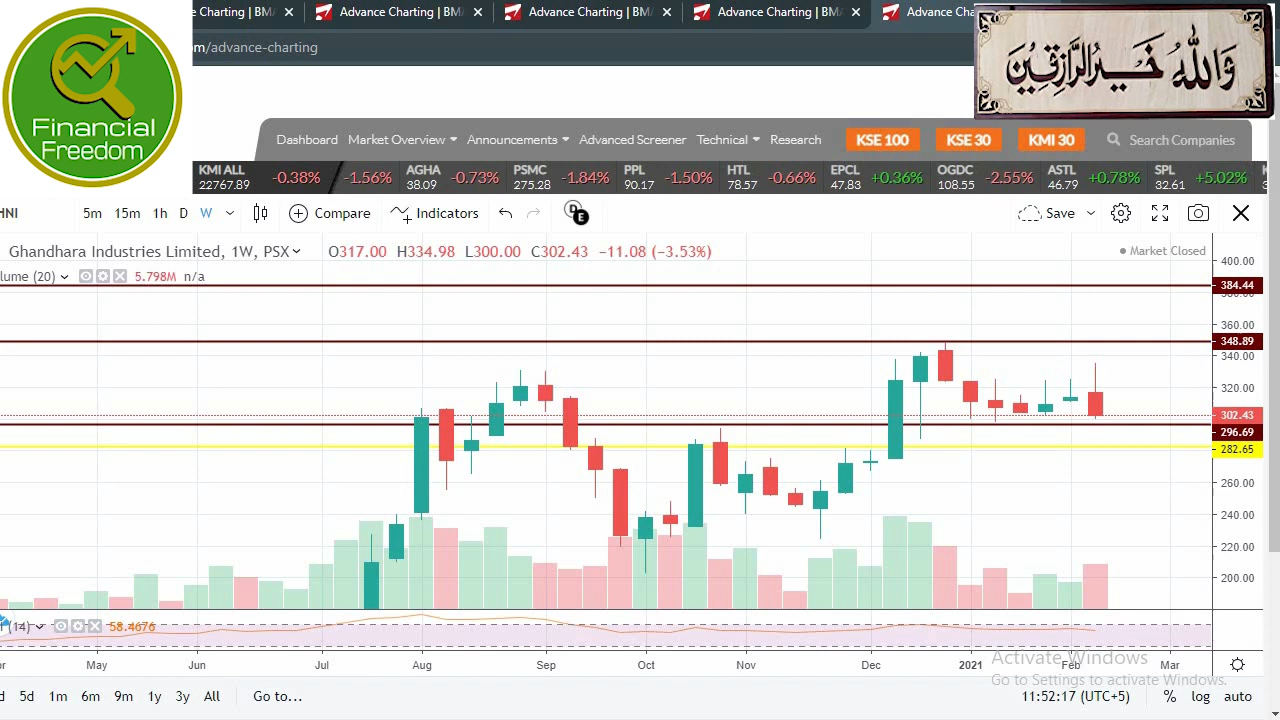 Charting | BMA
Advance Charting | BMA
Advance Charting | BM
Advance Charting | BMA
Advance Cha
om/advance-charting
والله خير الرازقين
Financial
Freedom
Dashboard Market Overview Announcements Advanced Screener Technical Research KSE 100 KSE 30 KMI 30 Search Companies
KMI ALL 22767.89 -0.38%
-1.56%
AGHA 38.09 -0.73%
PSMC 275.28 -1.84%
PPL 90.17 -1.50%
HTL 78.57 -0.66%
EPCL 47.83 +0.36%
OGDC 108.55 -2.55%
ASTL 46.79 +0.78%
SPL 32.61 +5.02%
HNI 5m 15m 1h D W Compare Indicators D E Save
Ghandhara Industries Limited, 1W, PSX O317.00 H334.98 L300.00 C302.43 -11.08 (-3.53%) Market Closed
lume (20) 5.798M n/a
400.00
384.44
380.00
360.00
348.89
340.00
320.00
302.43
296.69
282.65
260.00
240.00
220.00
200.00
(14) 58.4676
May Jun Jul Aug Sep Oct Nov Dec 2021 Feb Mar
Activate Windows
Go to Settings to activate Windows.
5d 1m 6m 9m 1y 3y All Go to... 11:52:17 (UTC+5) % log auto